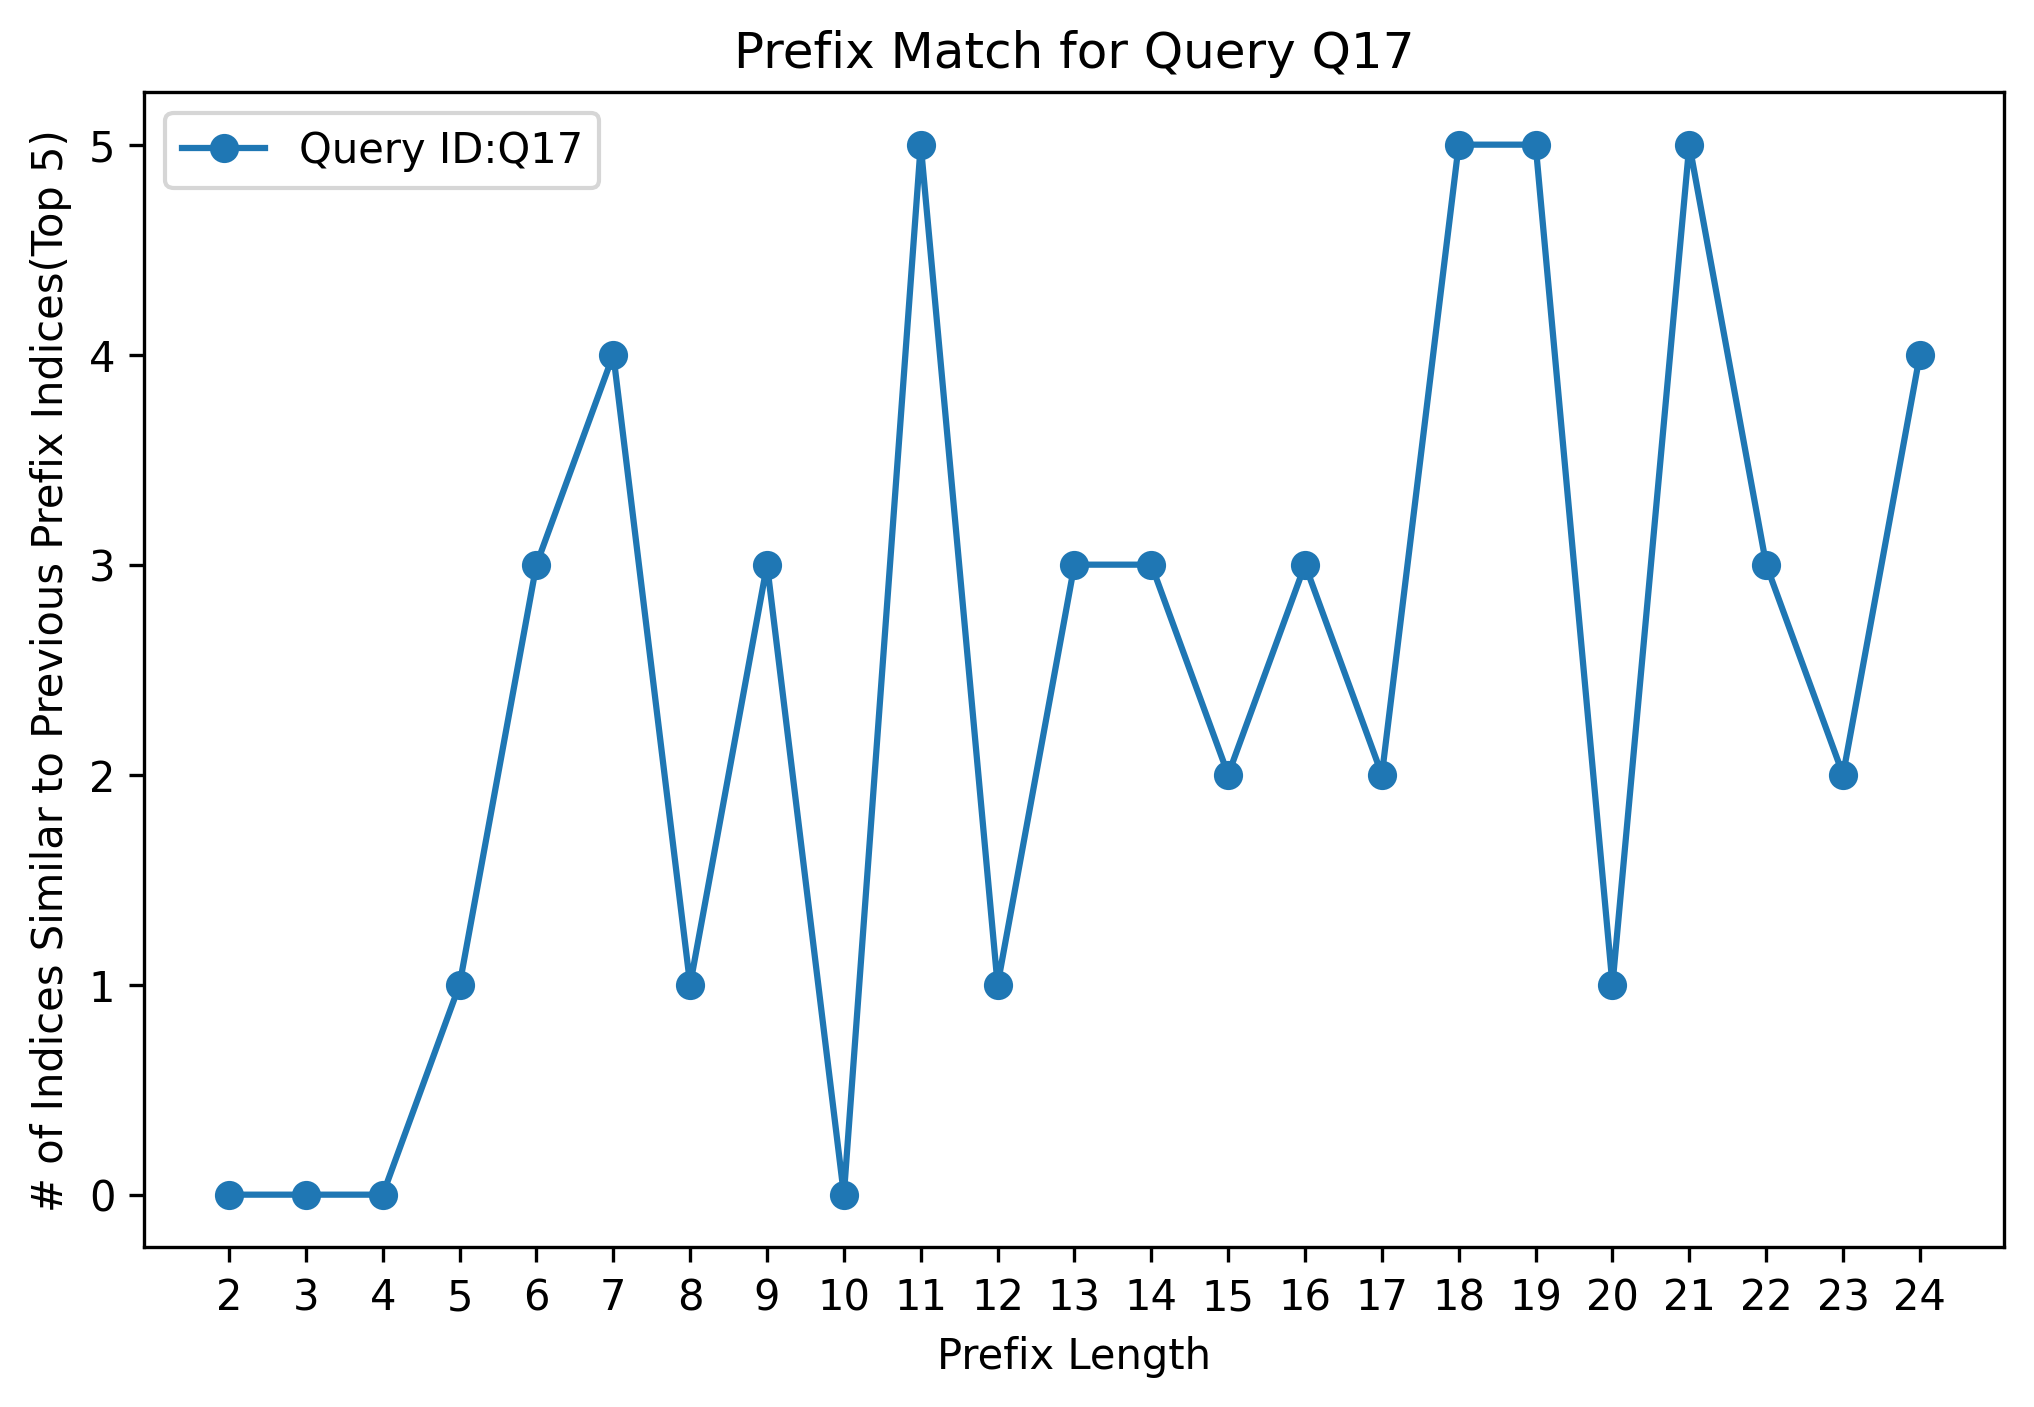 Prefix Match for Query Q17
Query ID:Q17
# of Indices Similar to Previous Prefix Indices(Top 5)
5
4
3
2
1
0
2 3 4 5 6 7 8 9 10 11 12 13 14 15 16 17 18 19 20 21 22 23 24
Prefix Length